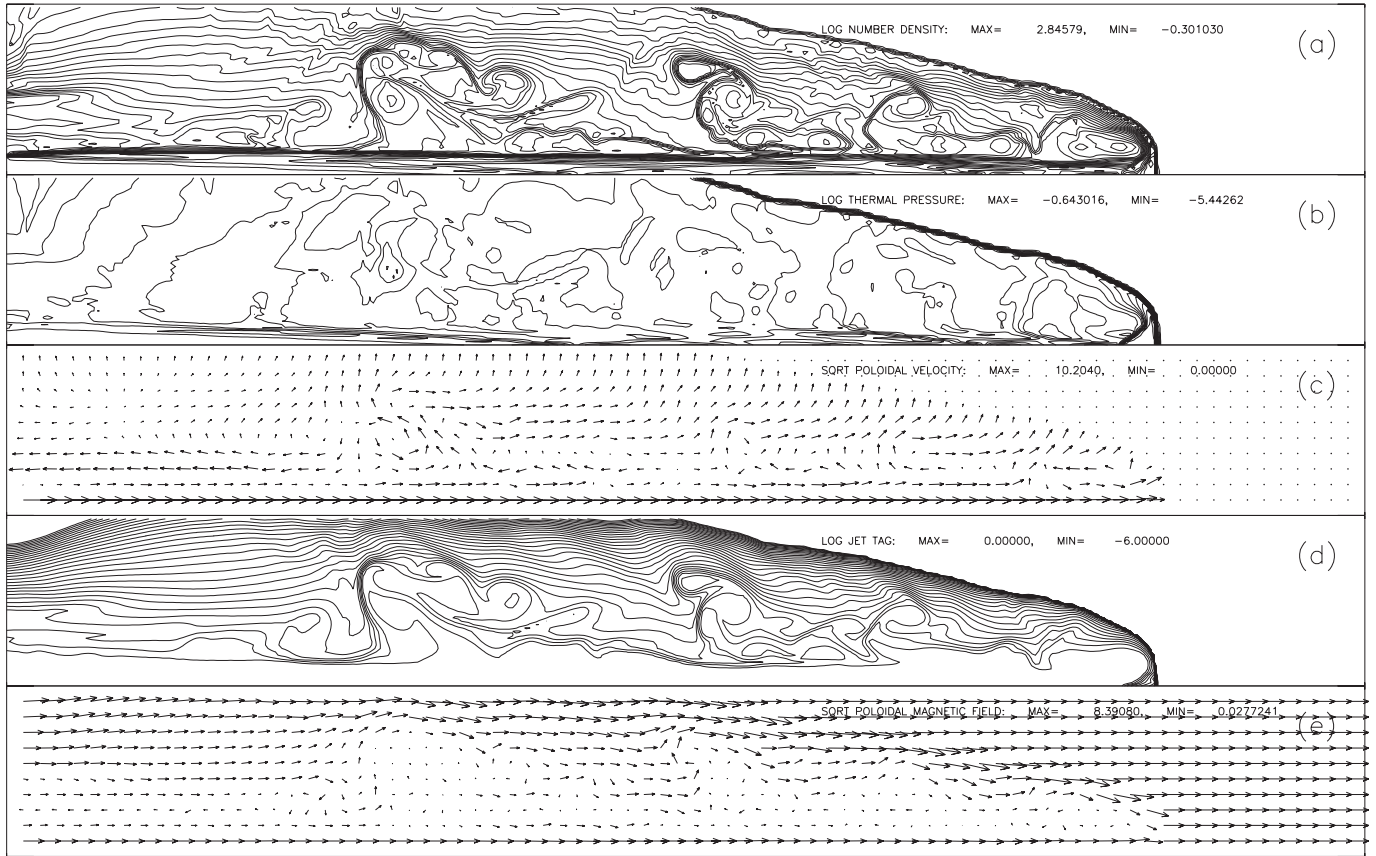 LOG NUMBER DENSITY: MAX= 2.84579, MIN= -0.301030
(a)
LOG THERMAL PRESSURE: MAX= -0.643016, MIN= -5.44262
(b)
SQRT POLOIDAL VELOCITY: MAX= 10.2040, MIN= 0.00000
(c)
LOG JET TAG: MAX= 0.00000, MIN= -6.00000
(d)
SQRT POLOIDAL MAGNETIC FIELD: MAX= 8.39080, MIN= 0.0277241
(e)